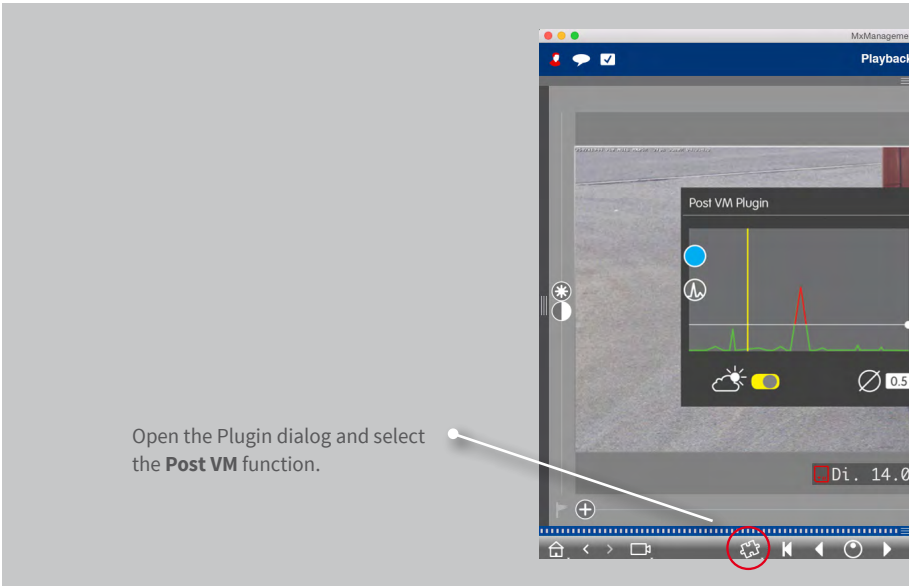 MxManageme
Playback
Post VM Plugin
0.5
Open the Plugin dialog and select
the Post VM function.
Di. 14.0